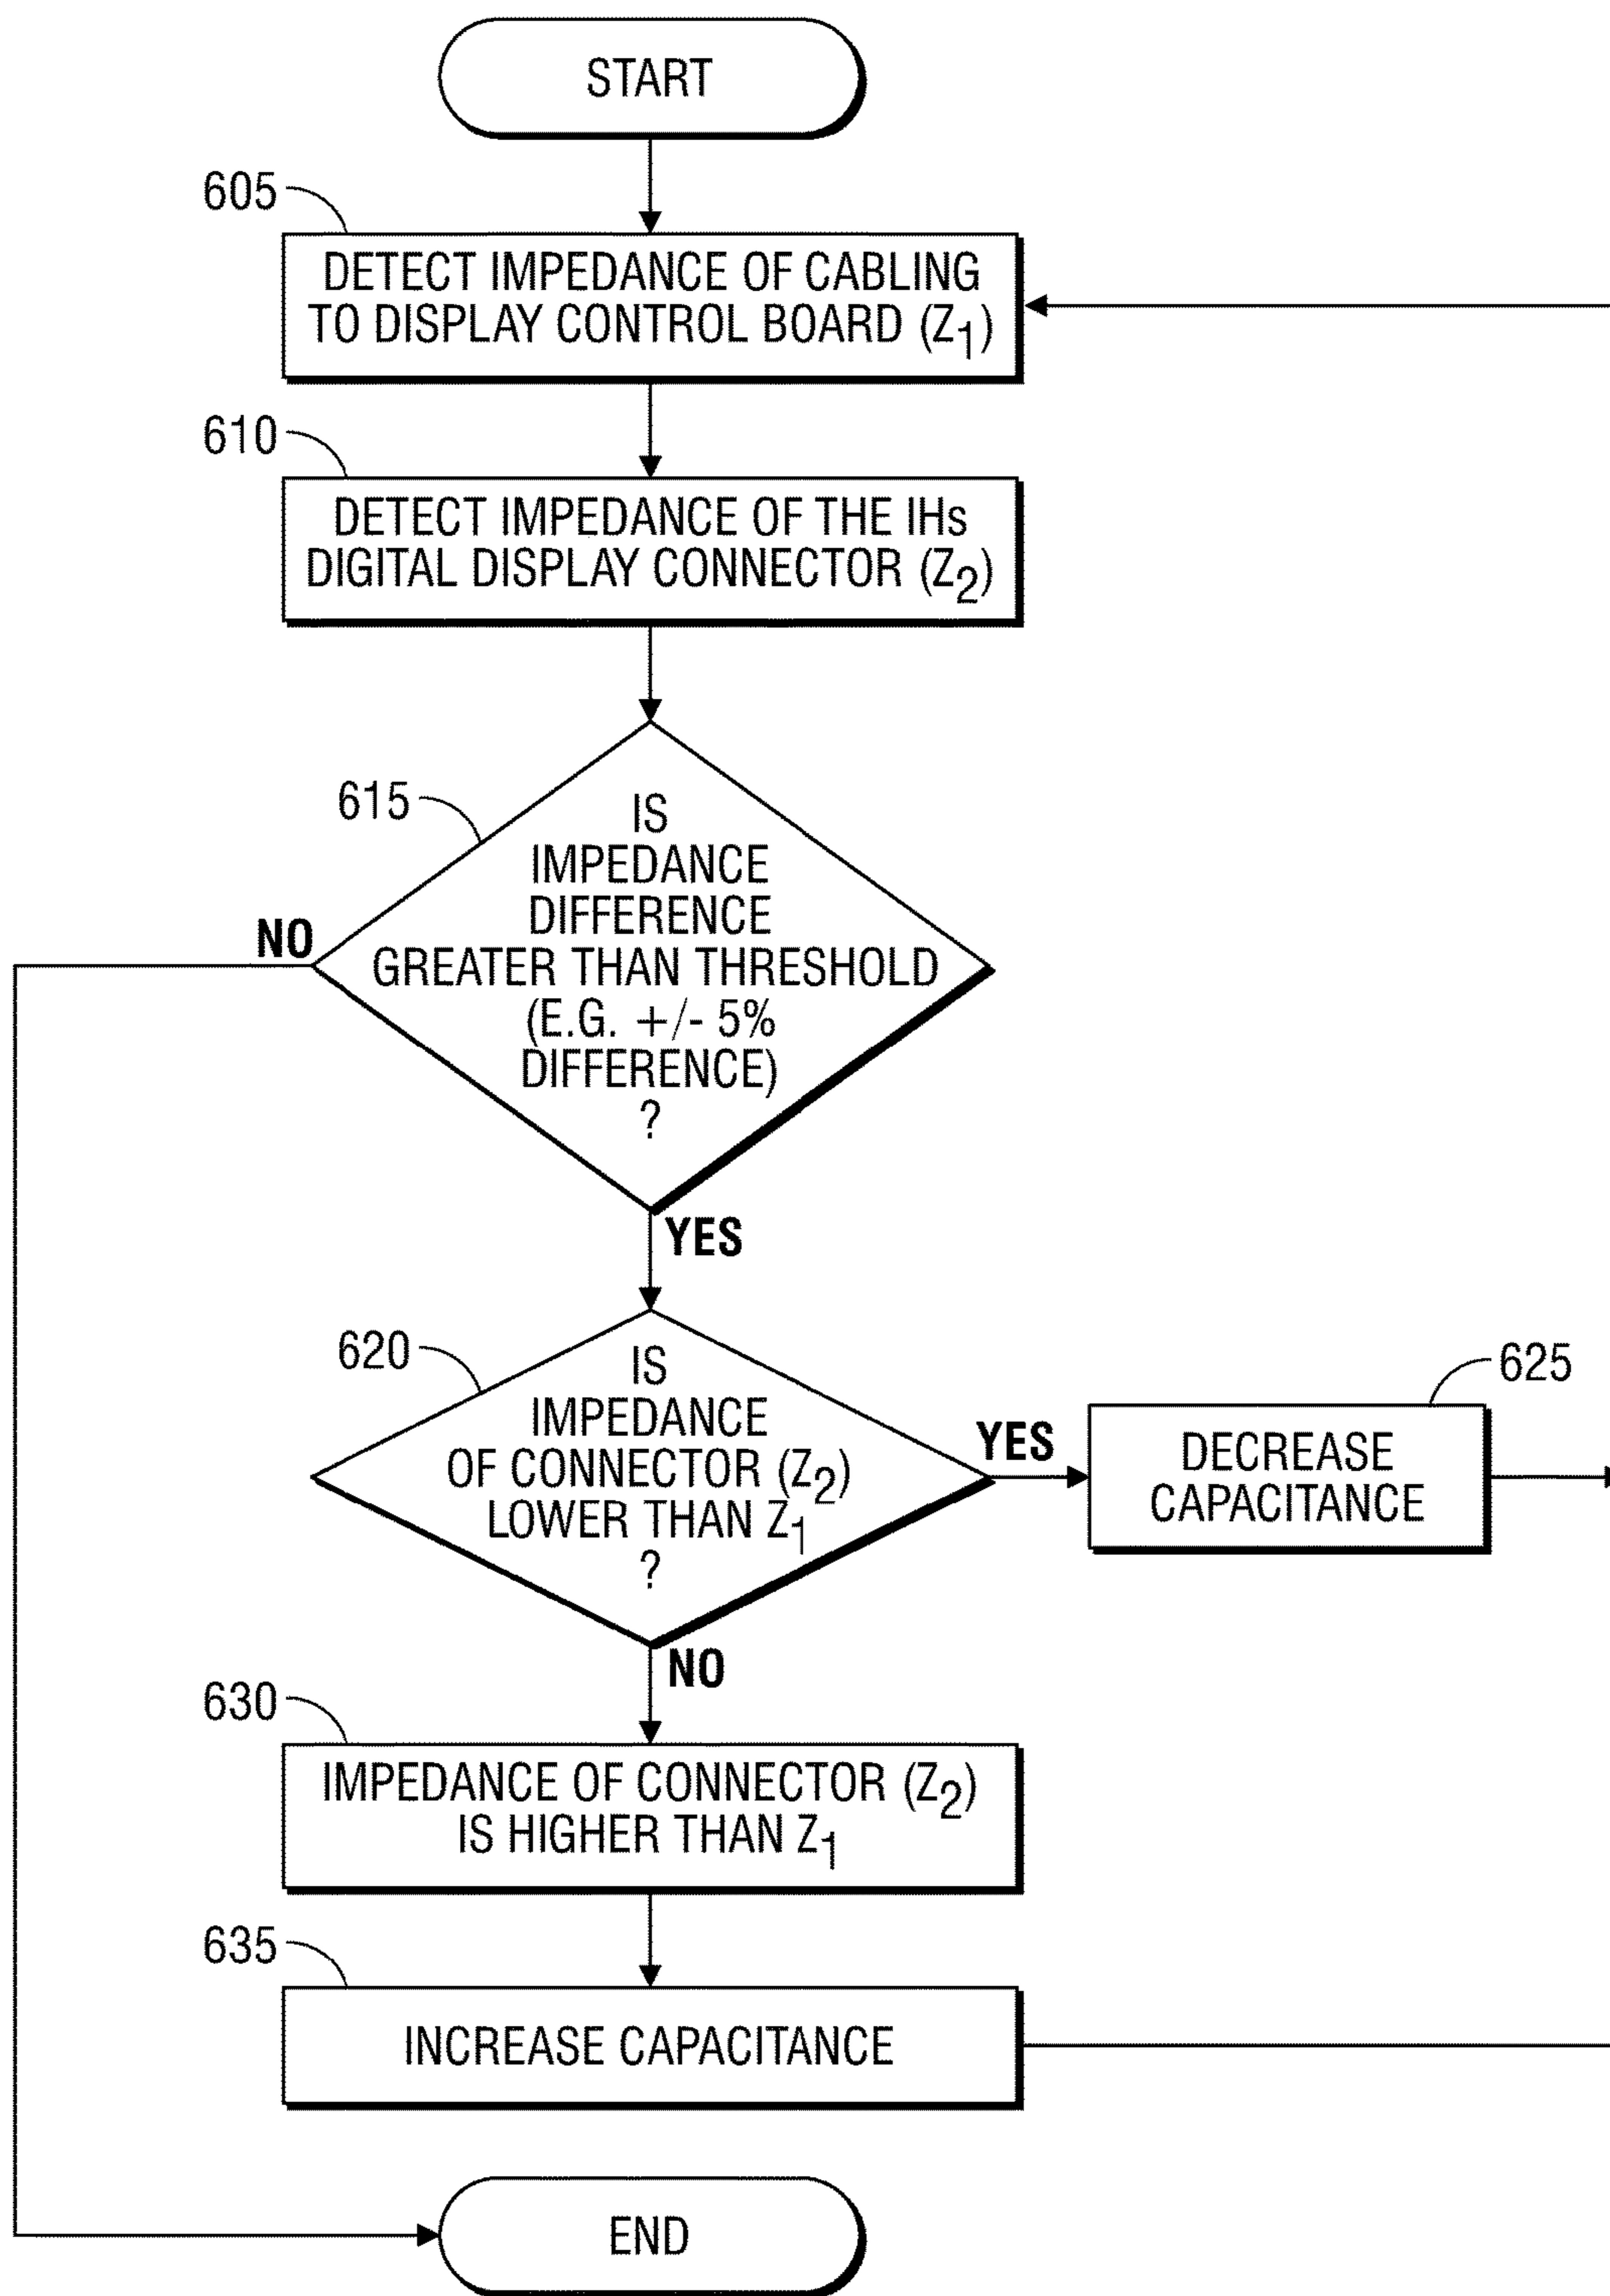 START
605
DETECT IMPEDANCE OF CABLING
TO DISPLAY CONTROL BOARD (Z1)
610
DETECT IMPEDANCE OF THE IHs
DIGITAL DISPLAY CONNECTOR (Z2)
615
IS
IMPEDANCE
DIFFERENCE
GREATER THAN THRESHOLD
(E.G. +/- 5%
DIFFERENCE)
?
NO
YES
620
IS
IMPEDANCE
OF CONNECTOR (Z2)
LOWER THAN Z1
?
YES
625
DECREASE
CAPACITANCE
NO
630
IMPEDANCE OF CONNECTOR (Z2)
IS HIGHER THAN Z1
635
INCREASE CAPACITANCE
END